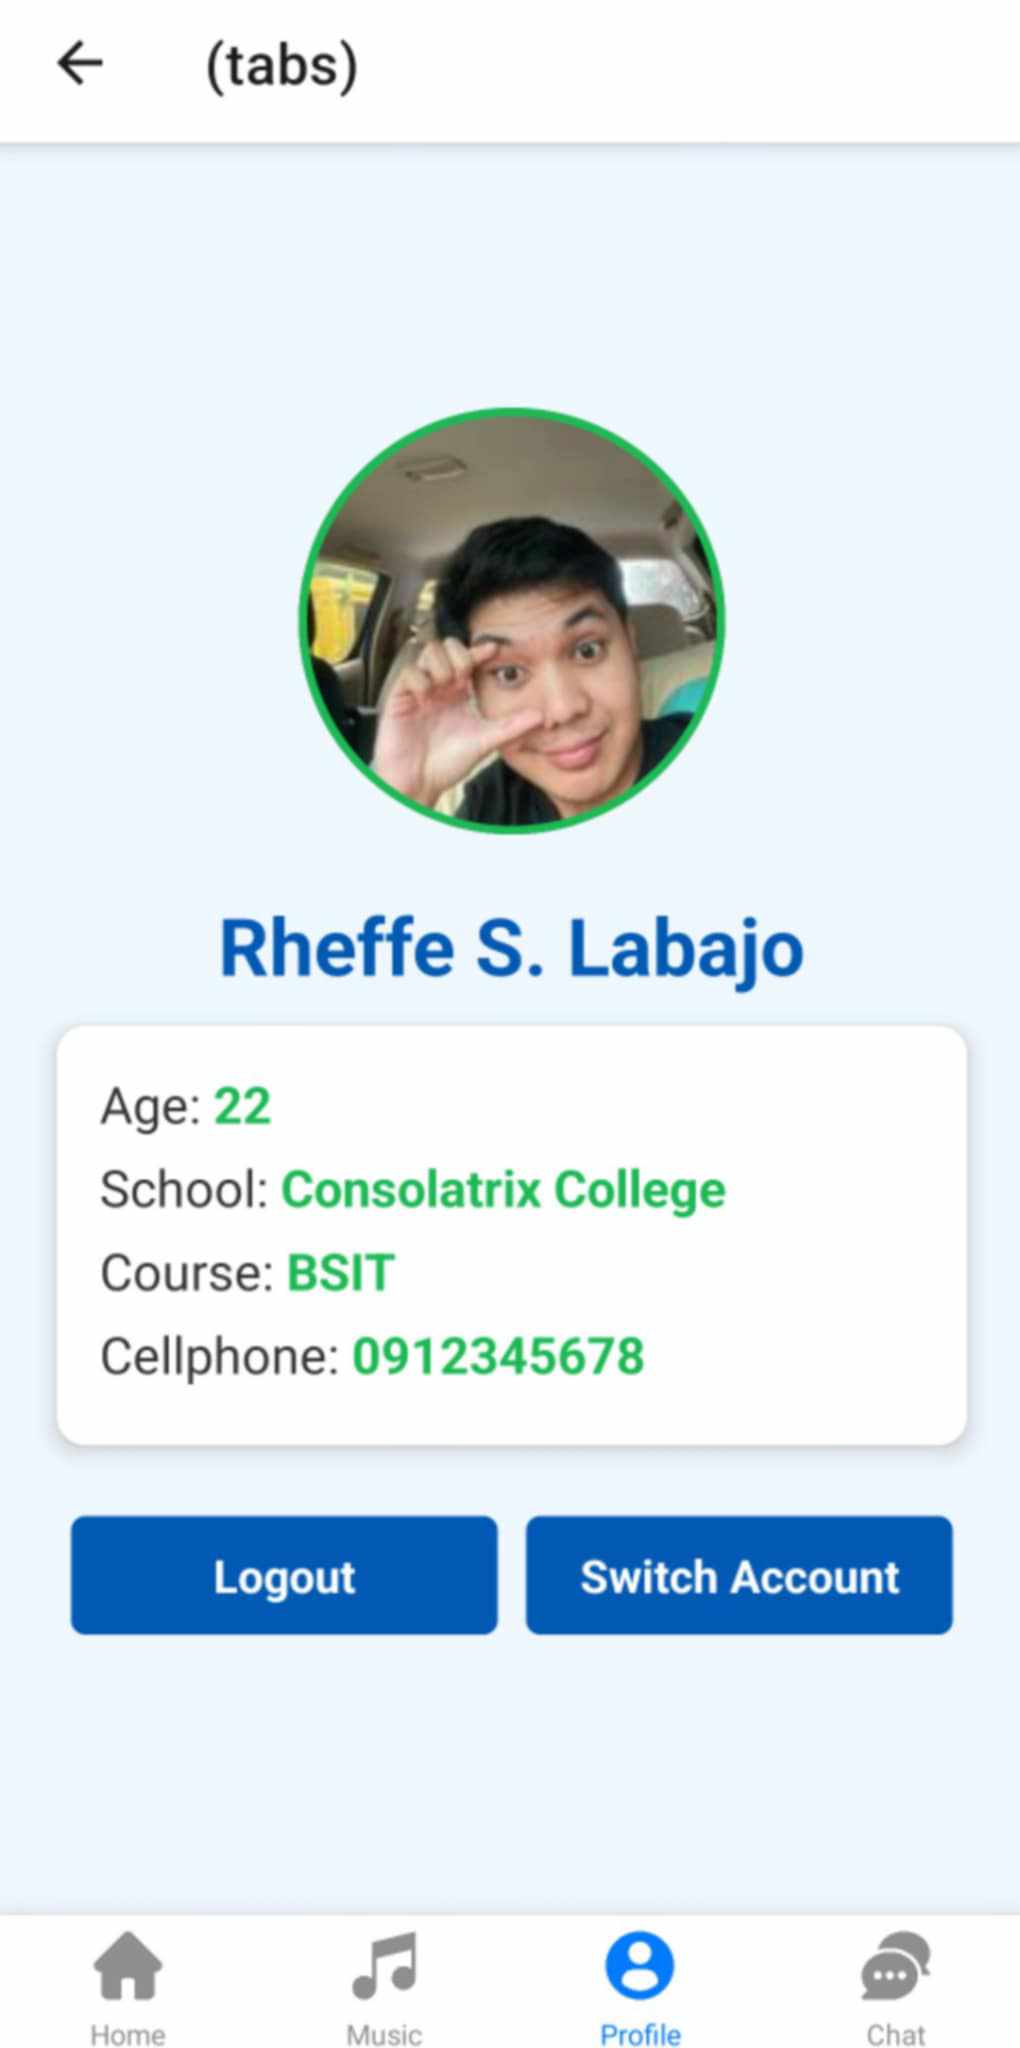 (tabs)
Rheffe S. Labajo
Age: 22
School: Consolatrix College
Course: BSIT
Cellphone: 0912345678
Logout
Switch Account
Home
Music
Profile
Chat